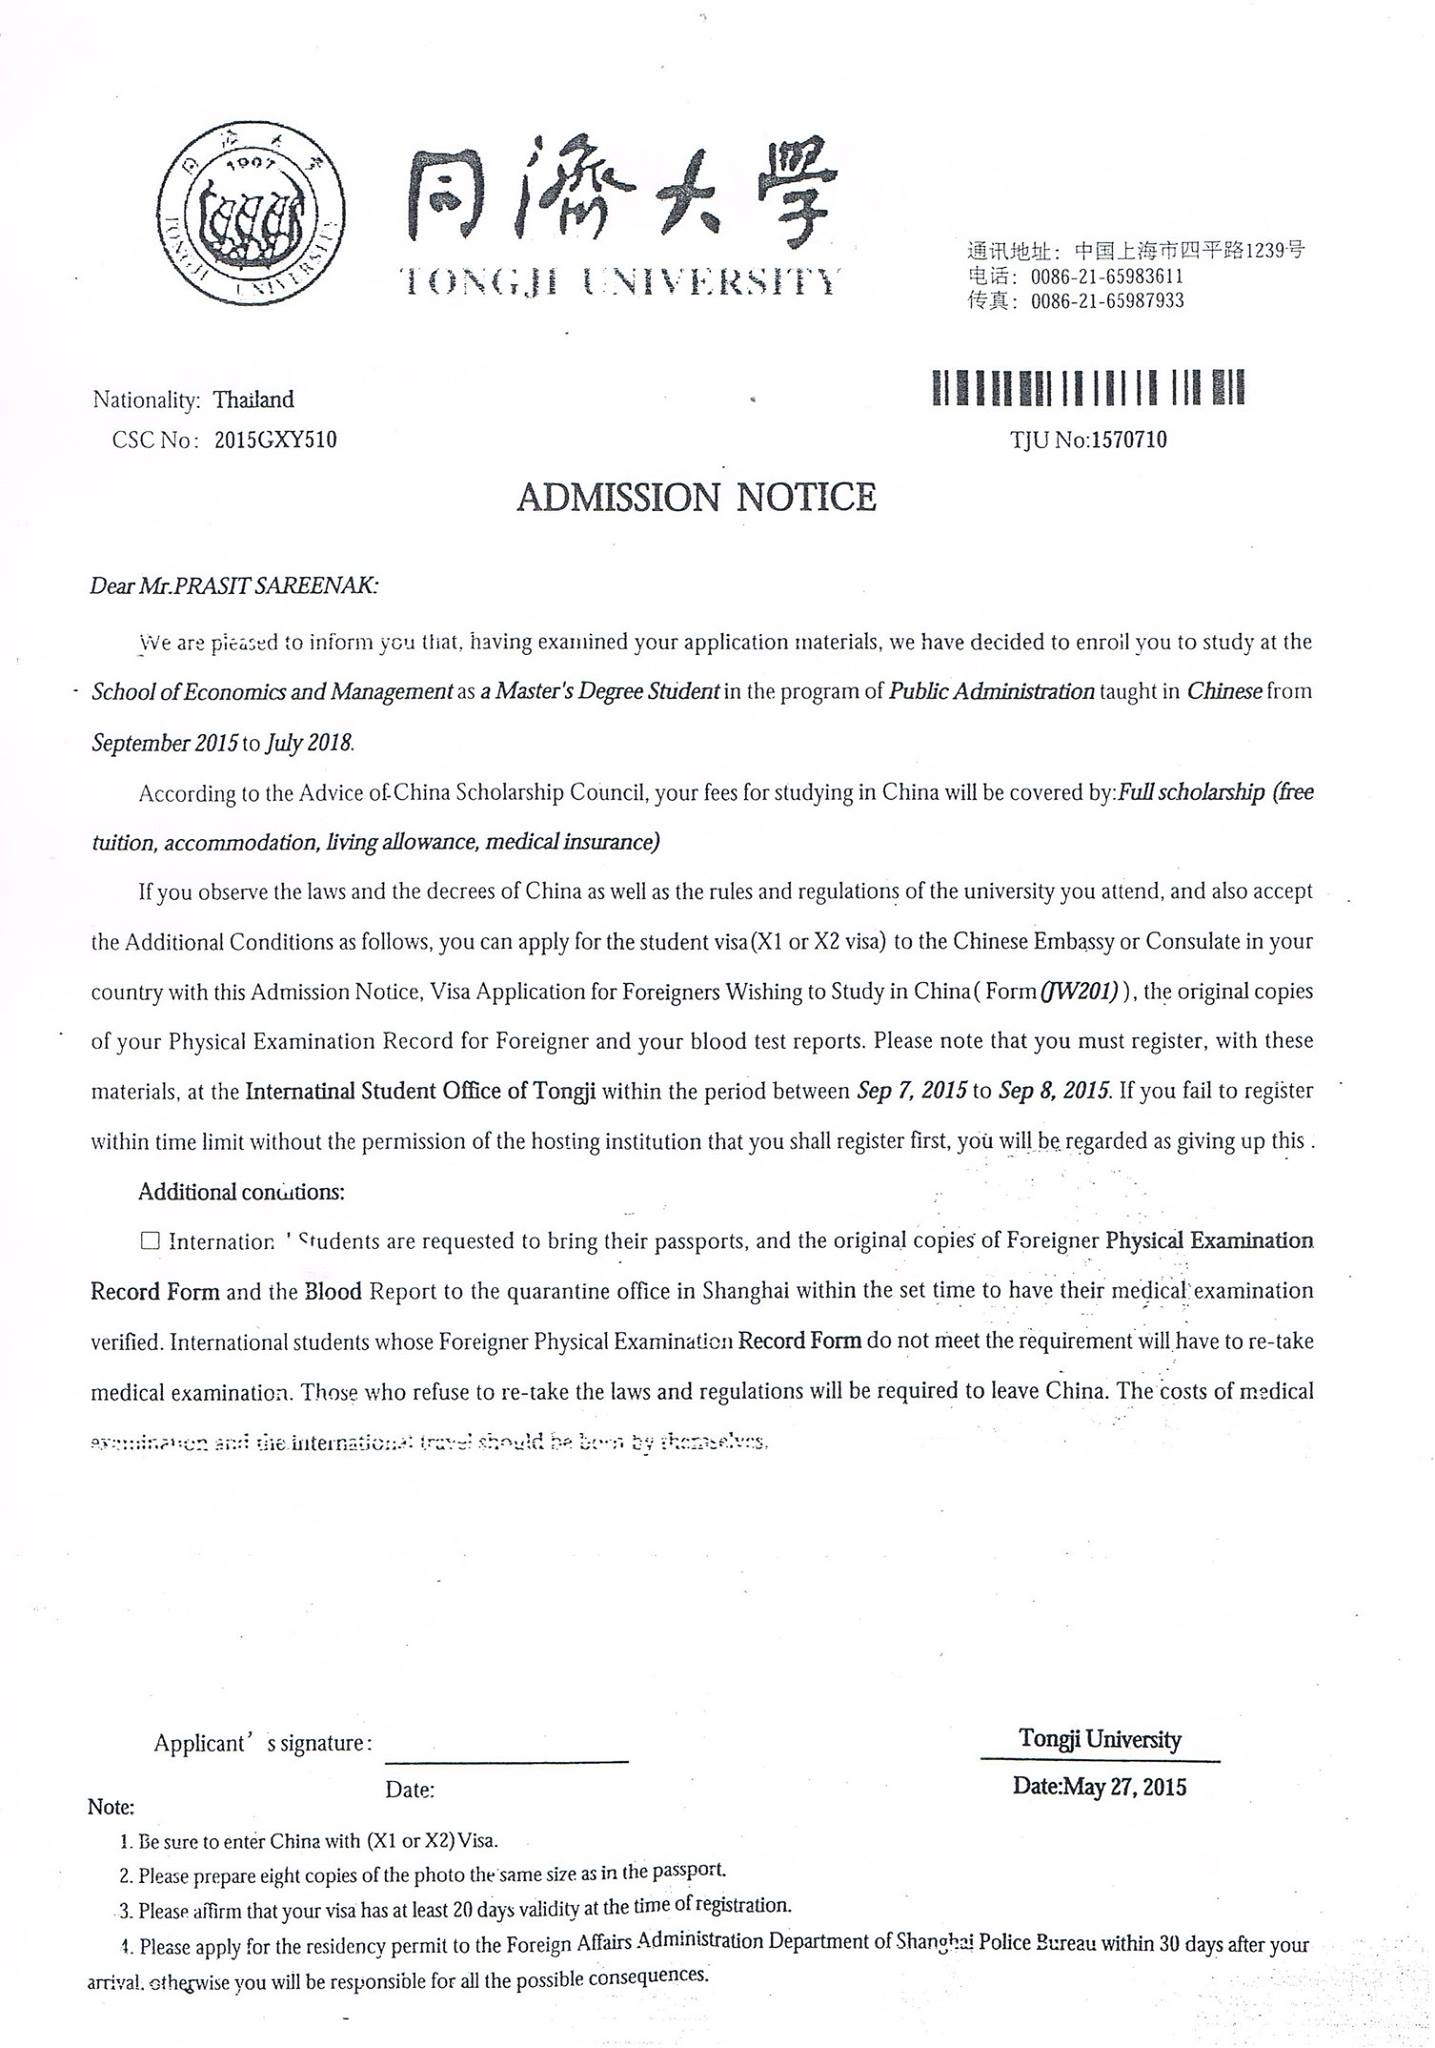 同濟大學
1907
TONGJI UNIVERSITY
同濟大學
TONGJI UNIVERSITY
通讯地址：中国上海市四平路1239号
电话：0086-21-65983611
传真：0086-21-65987933
Nationality: Thailand
CSC No: 2015GXY510
TJU No:1570710
ADMISSION NOTICE
Dear Mr.PRASIT SAREENAK:
We are pleased to inform you that, having examined your application materials, we have decided to enroll you to study at the
School of Economics and Management as a Master's Degree Student in the program of Public Administration taught in Chinese from
September 2015 to July 2018.
According to the Advice of China Scholarship Council, your fees for studying in China will be covered by:Full scholarship (free
tuition, accommodation, living allowance, medical insurance)
If you observe the laws and the decrees of China as well as the rules and regulations of the university you attend, and also accept
the Additional Conditions as follows, you can apply for the student visa(X1 or X2 visa) to the Chinese Embassy or Consulate in your
country with this Admission Notice, Visa Application for Foreigners Wishing to Study in China( Form (JW201) ), the original copies
of your Physical Examination Record for Foreigner and your blood test reports. Please note that you must register, with these
materials, at the Internatinal Student Office of Tongji within the period between Sep 7, 2015 to Sep 8, 2015. If you fail to register
within time limit without the permission of the hosting institution that you shall register first, you will be regarded as giving up this .
Additional conditions:
□ International Students are requested to bring their passports, and the original copies of Foreigner Physical Examination
Record Form and the Blood Report to the quarantine office in Shanghai within the set time to have their medical examination
verified. International students whose Foreigner Physical Examination Record Form do not meet the requirement will have to re-take
medical examination. Those who refuse to re-take the laws and regulations will be required to leave China. The costs of medical
examination and the international travel should be born by themselves.
Applicant's signature:
Tongji University
Date:
Date:May 27, 2015
Note:
1. Be sure to enter China with (X1 or X2) Visa.
2. Please prepare eight copies of the photo the same size as in the passport.
3. Please affirm that your visa has at least 20 days validity at the time of registration.
4. Please apply for the residency permit to the Foreign Affairs Administration Department of Shanghai Police Bureau within 30 days after your
arrival, otherwise you will be responsible for all the possible consequences.